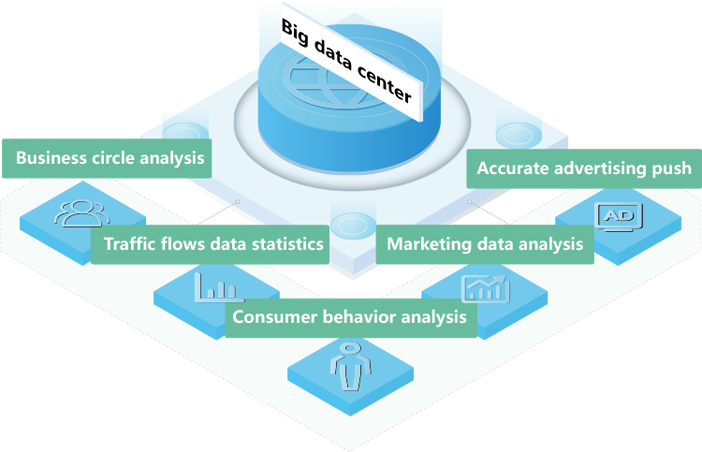 Big data center
Business circle analysis
Accurate advertising push
AD
Traffic flows data statistics
Marketing data analysis
Consumer behavior analysis